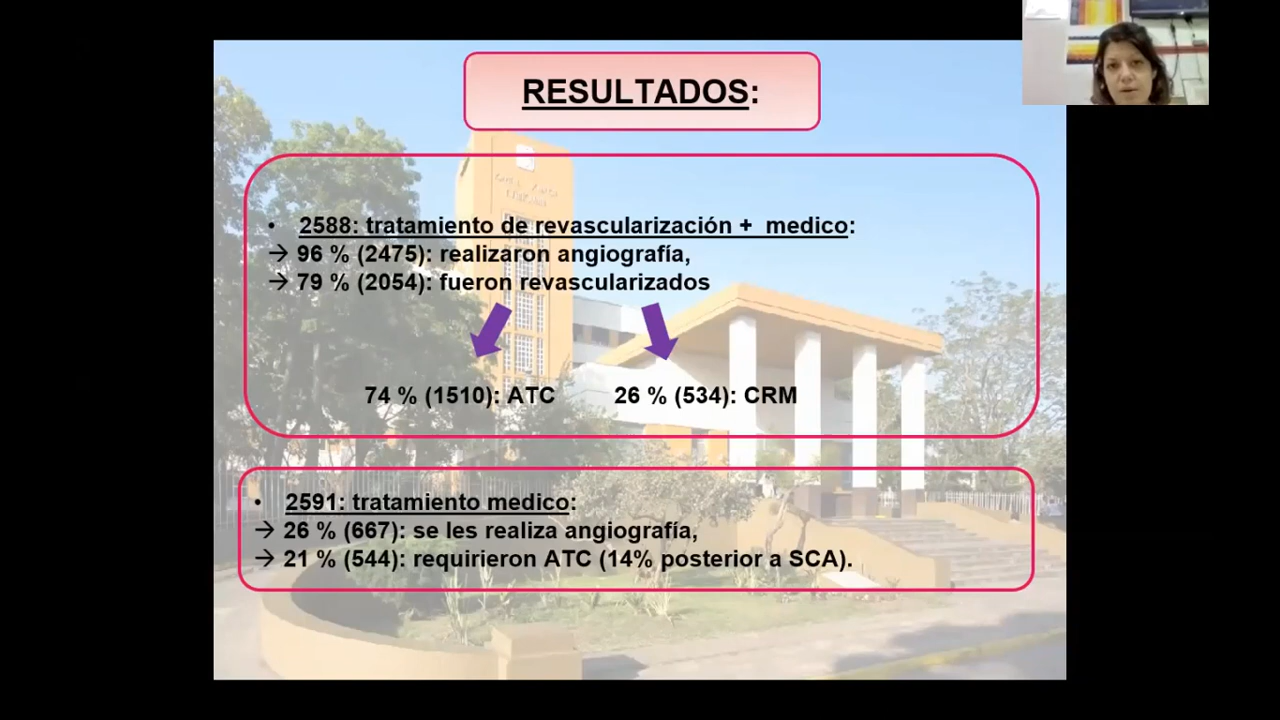 RESULTADOS:
• 2588: tratamiento de revascularización + medico:
→ 96 % (2475): realizaron angiografía,
→ 79 % (2054): fueron revascularizados
74 % (1510): ATC 26 % (534): CRM
• 2591: tratamiento medico:
→ 26 % (667): se les realiza angiografía,
→ 21 % (544): requirieron ATC (14% posterior a SCA).